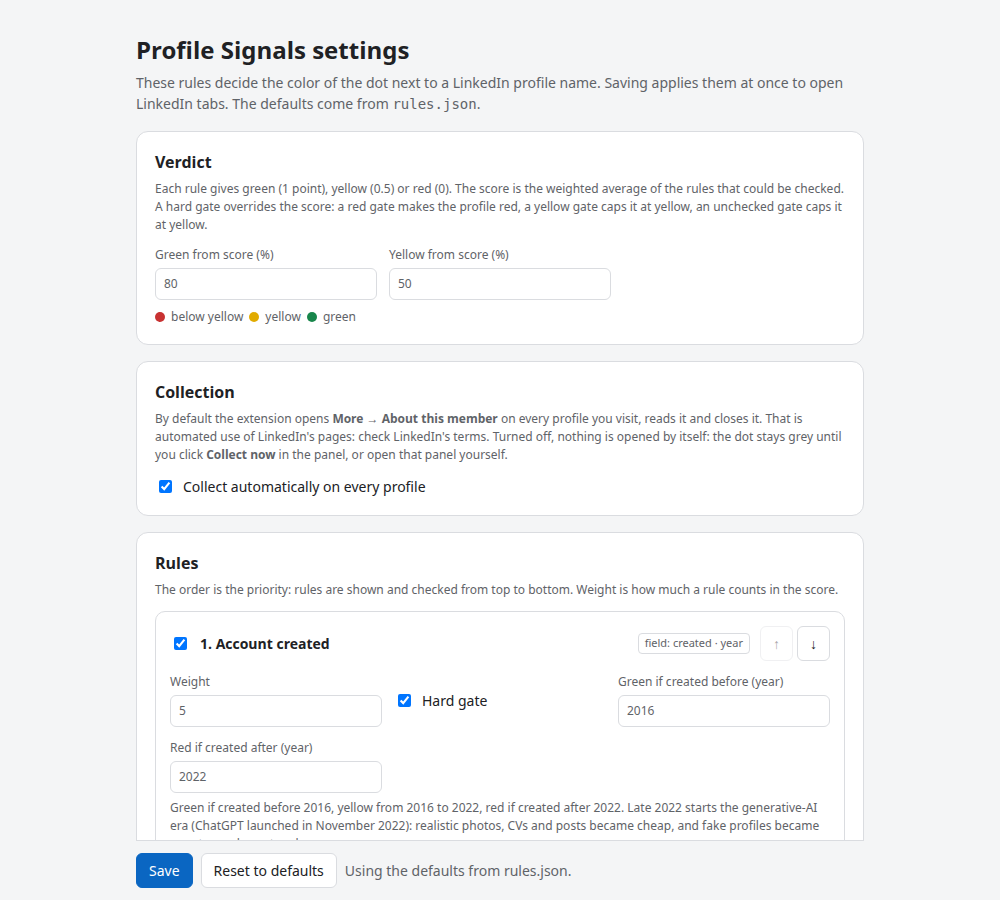 Profile Signals settings
These rules decide the color of the dot next to a LinkedIn profile name. Saving applies them at once to open
LinkedIn tabs. The defaults come from rules.json.
Verdict
Each rule gives green (1 point), yellow (0.5) or red (0). The score is the weighted average of the rules that could be checked.
A hard gate overrides the score: a red gate makes the profile red, a yellow gate caps it at yellow, an unchecked gate caps it
at yellow.
Green from score (%) Yellow from score (%)
80 50
below yellow yellow green
Collection
By default the extension opens More → About this member on every profile you visit, reads it and closes it. That is
automated use of LinkedIn's pages: check LinkedIn's terms. Turned off, nothing is opened by itself: the dot stays grey until
you click Collect now in the panel, or open that panel yourself.
Collect automatically on every profile
Rules
The order is the priority: rules are shown and checked from top to bottom. Weight is how much a rule counts in the score.
1. Account created field: created · year ↑ ↓
Weight Green if created before (year)
5 Hard gate 2016
Red if created after (year)
2022
Green if created before 2016, yellow from 2016 to 2022, red if created after 2022. Late 2022 starts the generative-AI
era (ChatGPT launched in November 2022): realistic photos, CVs and posts became cheap, and fake profiles became
Save Reset to defaults Using the defaults from rules.json.